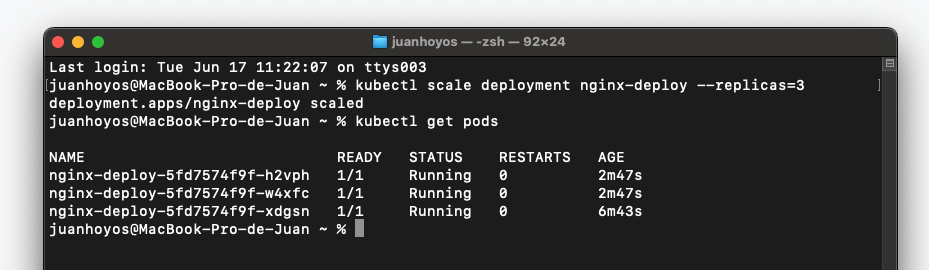 juanhoyos — -zsh — 92×24
Last login: Tue Jun 17 11:22:07 on ttys003
[juanhoyos@MacBook-Pro-de-Juan ~ % kubectl scale deployment nginx-deploy --replicas=3 ]
deployment.apps/nginx-deploy scaled
juanhoyos@MacBook-Pro-de-Juan ~ % kubectl get pods
NAME READY STATUS RESTARTS AGE
nginx-deploy-5fd7574f9f-h2vph 1/1 Running 0 2m47s
nginx-deploy-5fd7574f9f-w4xfc 1/1 Running 0 2m47s
nginx-deploy-5fd7574f9f-xdgsn 1/1 Running 0 6m43s
juanhoyos@MacBook-Pro-de-Juan ~ %